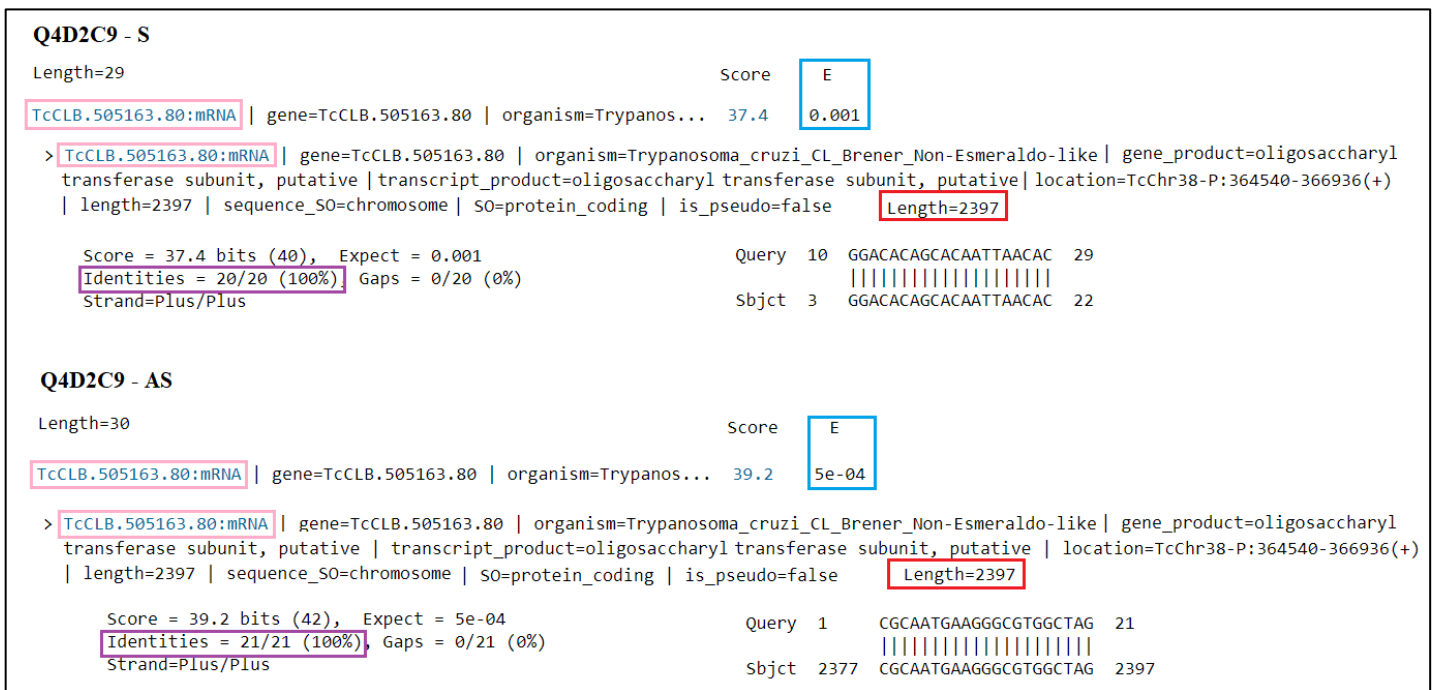 Q4D2C9 - S
Length=29
Score E
TcCLB.505163.80:mRNA | gene=TcCLB.505163.80 | organism=Trypanos... 37.4 0.001
> TcCLB.505163.80:mRNA | gene=TcCLB.505163.80 | organism=Trypanosoma_cruzi_CL_Brener_Non-Esmeraldo-like | gene_product=oligosaccharyl
transferase subunit, putative | transcript_product=oligosaccharyl transferase subunit, putative | location=TcChr38-P:364540-366936(+)
| length=2397 | sequence_SO=chromosome | SO=protein_coding | is_pseudo=false Length=2397
Score = 37.4 bits (40), Expect = 0.001
Identities = 20/20 (100%), Gaps = 0/20 (0%)
Strand=Plus/Plus
Query 10 GGACACAGCACAATTAACAC 29
||||||||||||||||||||
Sbjct 3 GGACACAGCACAATTAACAC 22
Q4D2C9 - AS
Length=30
Score E
TcCLB.505163.80:mRNA | gene=TcCLB.505163.80 | organism=Trypanos... 39.2 5e-04
> TcCLB.505163.80:mRNA | gene=TcCLB.505163.80 | organism=Trypanosoma_cruzi_CL_Brener_Non-Esmeraldo-like | gene_product=oligosaccharyl
transferase subunit, putative | transcript_product=oligosaccharyl transferase subunit, putative | location=TcChr38-P:364540-366936(+)
| length=2397 | sequence_SO=chromosome | SO=protein_coding | is_pseudo=false Length=2397
Score = 39.2 bits (42), Expect = 5e-04
Identities = 21/21 (100%), Gaps = 0/21 (0%)
Strand=Plus/Plus
Query 1 CGCAATGAAGGGCGTGGCTAG 21
|||||||||||||||||||||
Sbjct 2377 CGCAATGAAGGGCGTGGCTAG 2397